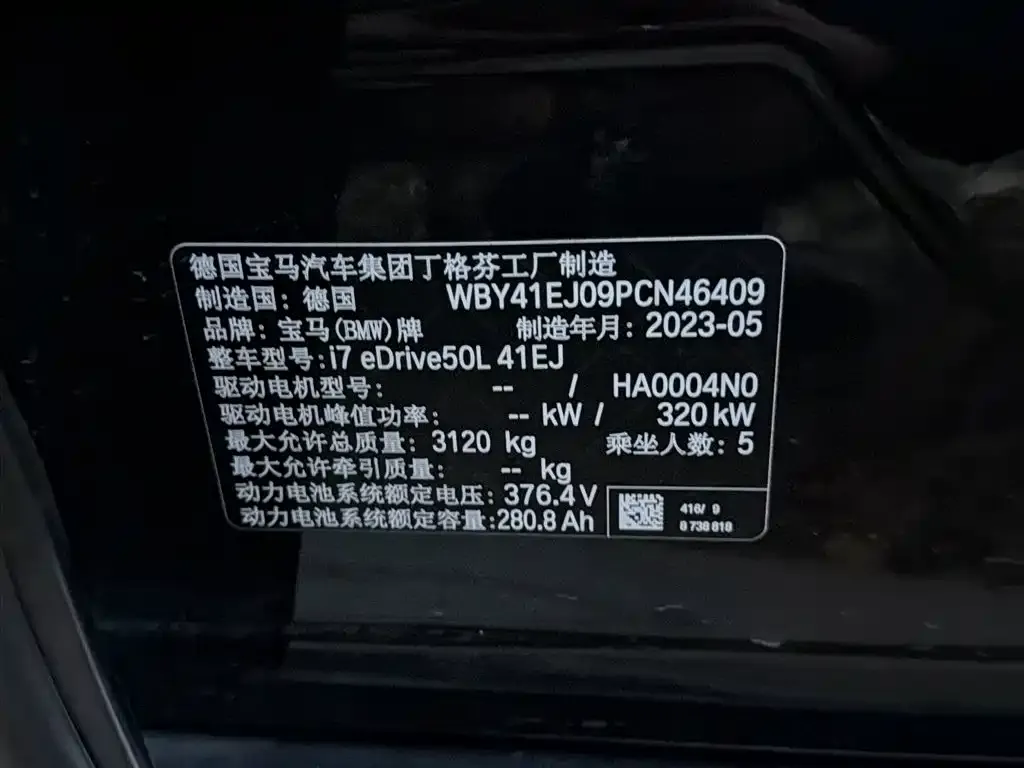 德国宝马汽车集团丁格芬工厂制造
制造国：德国 WBY41EJ09PCN46409
品牌：宝马(BMW)牌 制造年月：2023-05
整车型号:i7 eDrive50L 41EJ
驱动电机型号： -- / HA0004N0
驱动电机峰值功率： -- kW / 320 kW
最大允许总质量：3120 kg 乘坐人数：5
最大允许牵引质量： -- kg
动力电池系统额定电压：376.4V
动力电池系统额定容量:280.8Ah
416/ 9
8 738 818